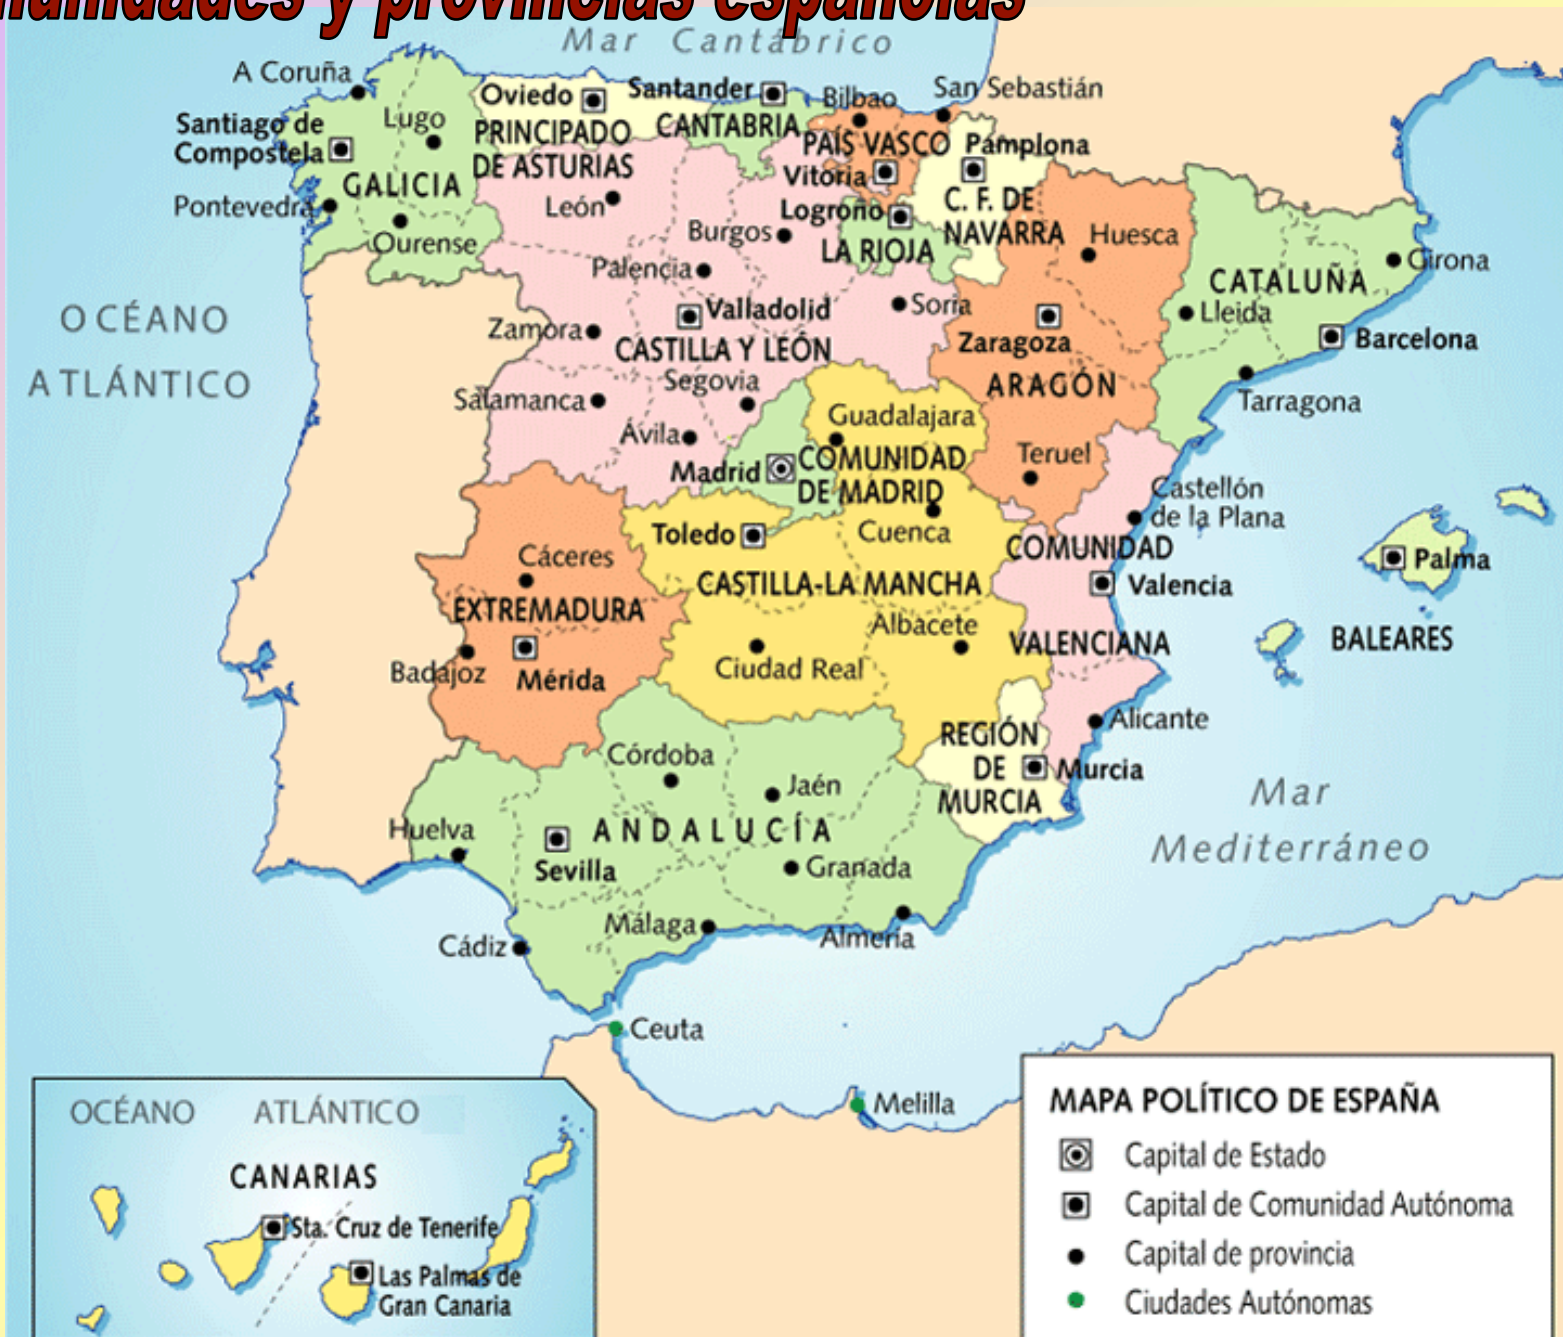 y provincias españolas
Mar Cantábrico
A Coruña
Lugo
Santiago de
Compostela
GALICIA
Pontevedra
Ourense
Oviedo
PRINCIPADO
DE ASTURIAS
Santander
CANTABRIA
Bilbao
San Sebastián
PAÍS VASCO
Vitoria
Pamplona
C. F. DE
NAVARRA
Logroño
LA RIOJA
León
Burgos
Palencia
Valladolid
Soria
Zamora
CASTILLA Y LEÓN
Segovia
Salamanca
Ávila
Huesca
Zaragoza
ARAGÓN
Teruel
CATALUÑA
Girona
Lleida
Barcelona
Tarragona
OCÉANO
ATLÁNTICO
Guadalajara
Madrid
COMUNIDAD
DE MADRID
Toledo
Cuenca
CASTILLA-LA MANCHA
Albacete
Ciudad Real
Castellón
de la Plana
COMUNIDAD
Valencia
VALENCIANA
Alicante
Palma
BALEARES
Cáceres
EXTREMADURA
Badajoz
Mérida
REGIÓN
DE
MURCIA
Murcia
Córdoba
Jaén
Huelva
ANDALUCÍA
Sevilla
Granada
Málaga
Almería
Cádiz
Mar
Mediterráneo
Ceuta
Melilla
OCÉANO ATLÁNTICO
CANARIAS
Sta. Cruz de Tenerife
Las Palmas de
Gran Canaria
MAPA POLÍTICO DE ESPAÑA
Capital de Estado
Capital de Comunidad Autónoma
Capital de provincia
Ciudades Autónomas